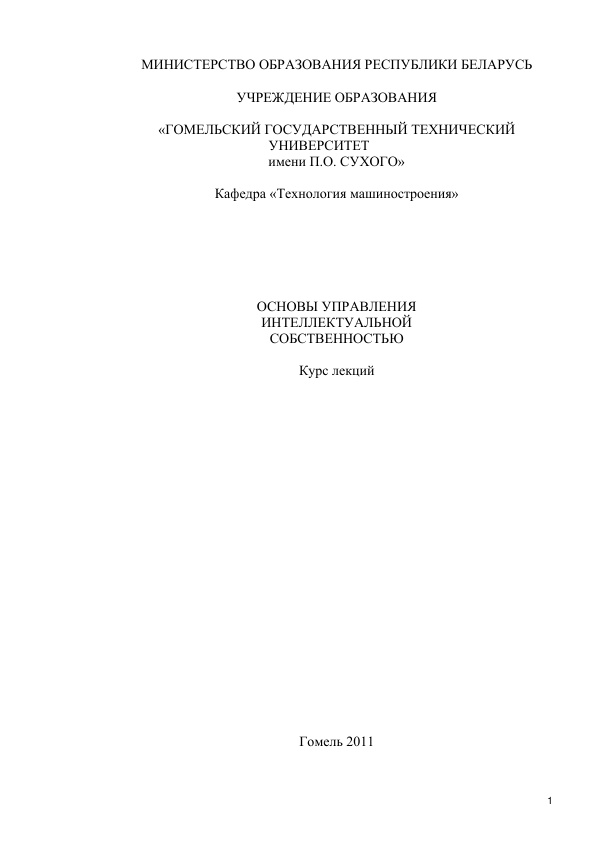 МИНИСТЕРСТВО ОБРАЗОВАНИЯ РЕСПУБЛИКИ БЕЛАРУСЬ
УЧРЕЖДЕНИЕ ОБРАЗОВАНИЯ
«ГОМЕЛЬСКИЙ ГОСУДАРСТВЕННЫЙ ТЕХНИЧЕСКИЙ
УНИВЕРСИТЕТ
имени П.О. СУХОГО»
Кафедра «Технология машиностроения»
ОСНОВЫ УПРАВЛЕНИЯ
ИНТЕЛЛЕКТУАЛЬНОЙ
СОБСТВЕННОСТЬЮ
Курс лекций
Гомель 2011
1